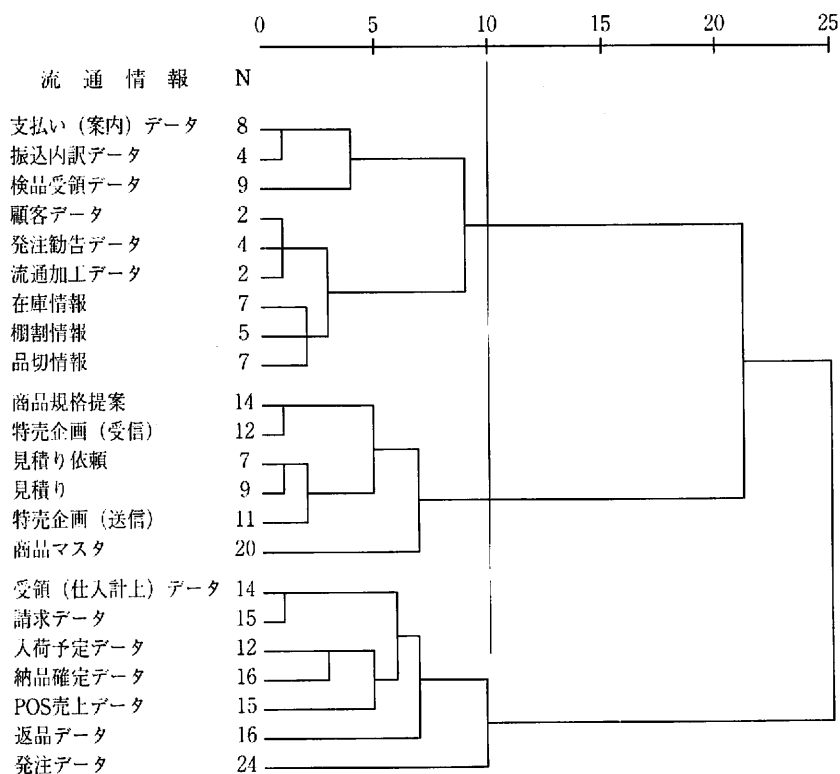 0 5 10 15 20 25
流通情報 N
支払い（案内）データ 8
振込内訳データ 4
検品受領データ 9
顧客データ 2
発注勧告データ 4
流通加工データ 2
在庫情報 7
棚割情報 5
品切情報 7
商品規格提案 14
特売企画（受信） 12
見積り依頼 7
見積り 9
特売企画（送信） 11
商品マスタ 20
受領（仕入計上）データ 14
請求データ 15
入荷予定データ 12
納品確定データ 16
POS売上データ 15
返品データ 16
発注データ 24